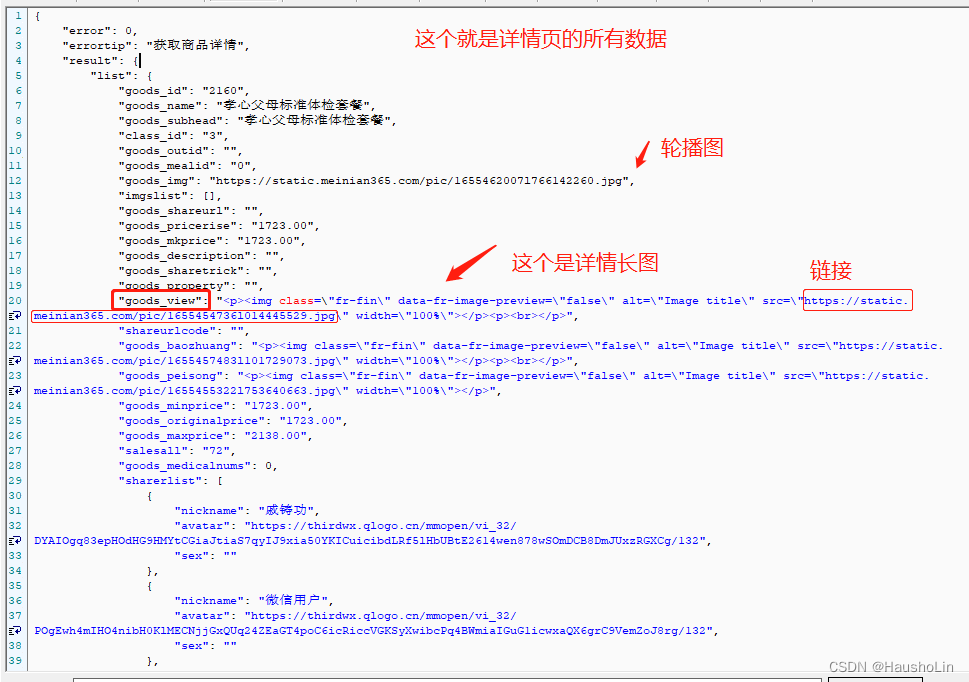 1 {
2 "error": 0,
3 "errortip": "获取商品详情",
这个就是详情页的所有数据
4 "result": {
5 "list": {
6 "goods_id": "2160",
7 "goods_name": "孝心父母标准体检套餐",
8 "goods_subhead": "孝心父母标准体检套餐",
9 "class_id": "3",
10 "goods_outid": "",
轮播图
11 "goods_mealid": "0",
12 "goods_img": "https://static.meinian365.com/pic/16554620071766142260.jpg",
13 "imgslist": [],
14 "goods_shareurl": "",
15 "goods_pricerise": "1723.00",
16 "goods_mkprice": "1723.00",
17 "goods_description": "",
这个是详情长图
链接
18 "goods_sharetrick": "",
19 "goods_property": "",
20 "goods_view": "<p><img class=\"fr-fin\" data-fr-image-preview=\"false\" alt=\"Image title\" src=\"https://static.
meinian365.com/pic/16554547361014445529.jpg\" width=\"100%\"></p><p><br></p>",
21 "shareurlcode": "",
22 "goods_baozhuang": "<p><img class=\"fr-fin\" data-fr-image-preview=\"false\" alt=\"Image title\" src=\"https://static.
meinian365.com/pic/16554574831101729073.jpg\" width=\"100%\"></p><p><br></p>",
23 "goods_peisong": "<p><img class=\"fr-fin\" data-fr-image-preview=\"false\" alt=\"Image title\" src=\"https://static.
meinian365.com/pic/16554553221753640663.jpg\" width=\"100%\"></p>",
24 "goods_minprice": "1723.00",
25 "goods_originalprice": "1723.00",
26 "goods_maxprice": "2138.00",
27 "salesall": "72",
28 "goods_medicalnums": 0,
29 "sharerlist": [
30 {
31 "nickname": "戚铸功",
32 "avatar": "https://thirdwx.qlogo.cn/mmopen/vi_32/
DYAIOgq83epHOdHG9HMYtCGiaJtiaS7qyIJ9xia50YKICuicibdLRf5lHbUBtE2614wen878wSOmDCB8DmJUxzRGXCg/132",
33 "sex": ""
34 },
35 {
36 "nickname": "微信用户",
37 "avatar": "https://thirdwx.qlogo.cn/mmopen/vi_32/
POgEwh4mIHO4nibH0KlMECNjjGxQUq24ZEaGT4poC6icRiccVGKSyXwibcPq4BWmiaIGuGlicwxaQX6grC9VemZoJ8rg/132",
38 "sex": ""
39 },
CSDN @HaushoLin